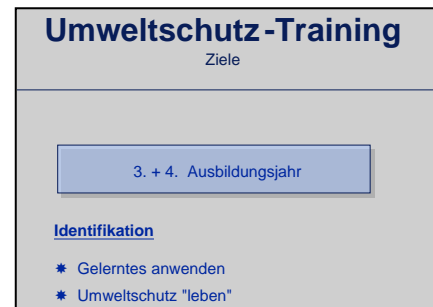 Umweltschutz-Training
Ziele
3. + 4. Ausbildungsjahr
Identifikation
✷ Gelerntes anwenden
✷ Umweltschutz "leben"